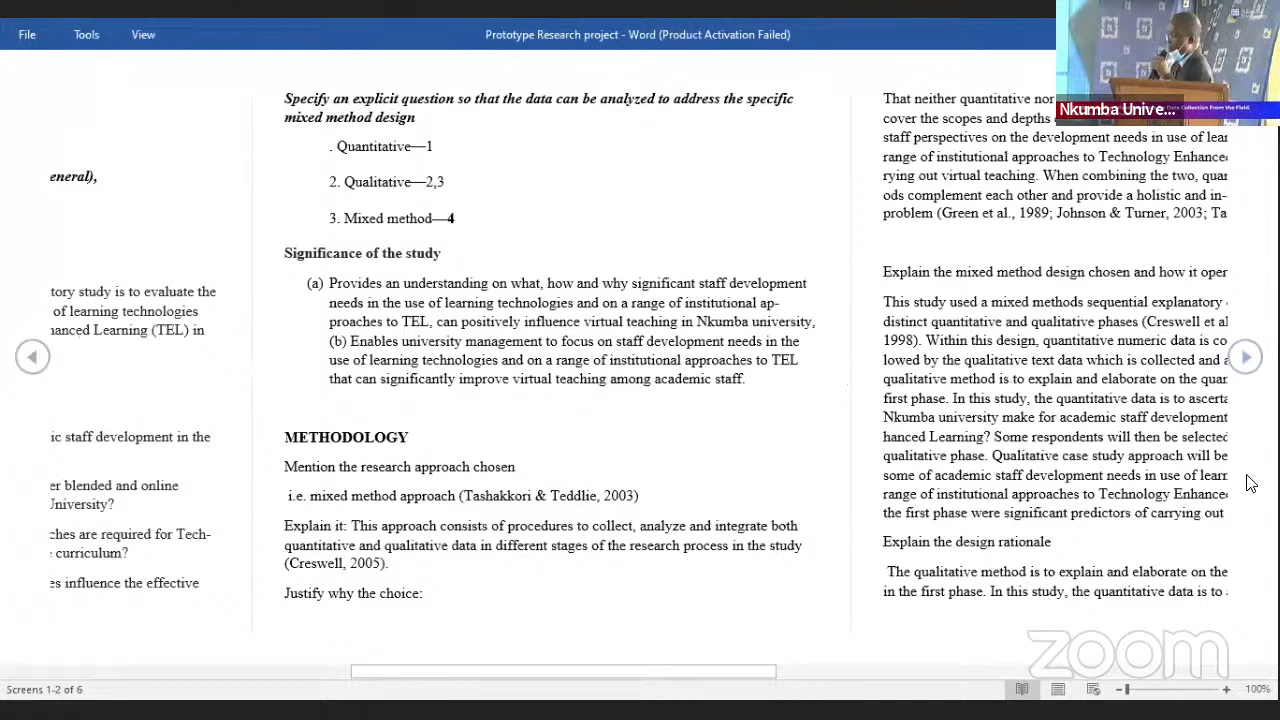 File Tools View
Prototype Research project - Word (Product Activation Failed)
Nkumba Unive...
Data Collection From the Field.
eneral),
tory study is to evaluate the
of learning technologies
anced Learning (TEL) in
ic staff development in the
er blended and online
University?
ches are required for Tech-
curriculum?
es influence the effective
Specify an explicit question so that the data can be analyzed to address the specific
mixed method design
. Quantitative—1
2. Qualitative—2,3
3. Mixed method—4
Significance of the study
(a) Provides an understanding on what, how and why significant staff development
needs in the use of learning technologies and on a range of institutional ap-
proaches to TEL, can positively influence virtual teaching in Nkumba university,
(b) Enables university management to focus on staff development needs in the
use of learning technologies and on a range of institutional approaches to TEL
that can significantly improve virtual teaching among academic staff.
METHODOLOGY
Mention the research approach chosen
i.e. mixed method approach (Tashakkori & Teddlie, 2003)
Explain it: This approach consists of procedures to collect, analyze and integrate both
quantitative and qualitative data in different stages of the research process in the study
(Creswell, 2005).
Justify why the choice:
That neither quantitative nor
cover the scopes and depths
staff perspectives on the development needs in use of lear
range of institutional approaches to Technology Enhance
rying out virtual teaching. When combining the two, quan
ods complement each other and provide a holistic and in-
problem (Green et al., 1989; Johnson & Turner, 2003; Ta
Explain the mixed method design chosen and how it oper
This study used a mixed methods sequential explanatory
distinct quantitative and qualitative phases (Creswell et al
1998). Within this design, quantitative numeric data is co
lowed by the qualitative text data which is collected and a
qualitative method is to explain and elaborate on the quan
first phase. In this study, the quantitative data is to ascerta
Nkumba university make for academic staff development
hanced Learning? Some respondents will then be selected
qualitative phase. Qualitative case study approach will be
some of academic staff development needs in use of learn
range of institutional approaches to Technology Enhance
the first phase were significant predictors of carrying out
Explain the design rationale
The qualitative method is to explain and elaborate on the
in the first phase. In this study, the quantitative data is to
zoom
Screens 1-2 of 6
100%